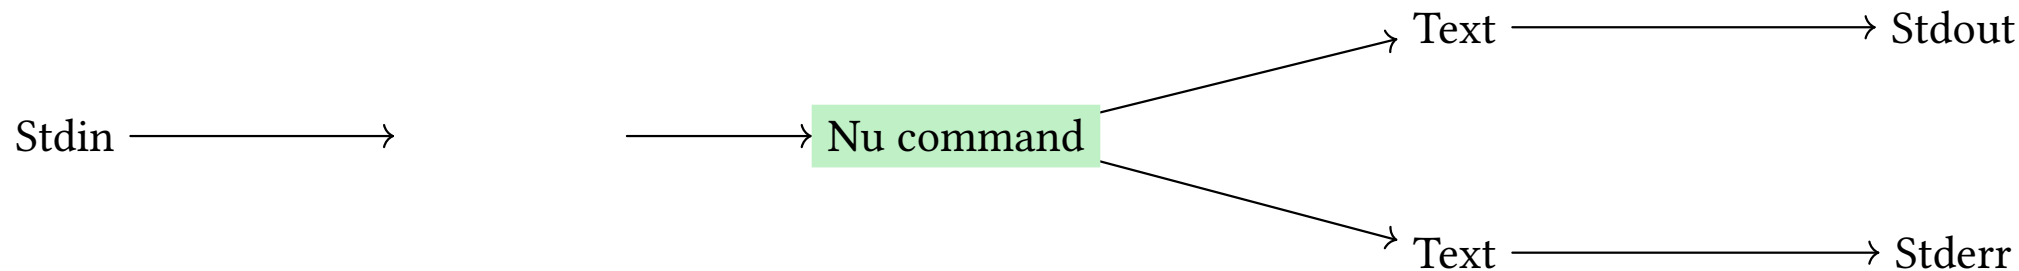 Text
Stdout
Stdin
Nu command
Text
Stderr